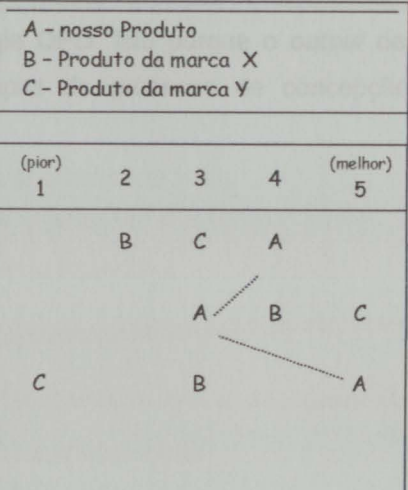 A - nosso Produto
B - Produto da marca X
C - Produto da marca Y
(pior) (melhor)
1 2 3 4 5
B C A
A B C
C B A